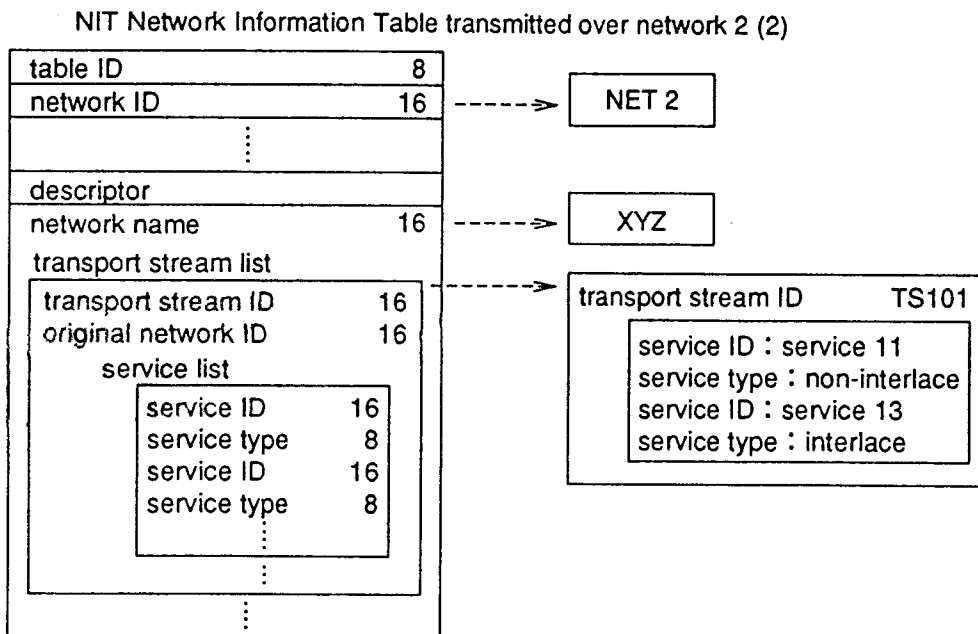 NIT Network Information Table transmitted over network 2 (2)
table ID 8
network ID 16
NET 2
descriptor
network name 16
XYZ
transport stream list
transport stream ID 16
original network ID 16
service list
service ID 16
service type 8
service ID 16
service type 8
transport stream ID TS101
service ID : service 11
service type : non-interlace
service ID : service 13
service type : interlace